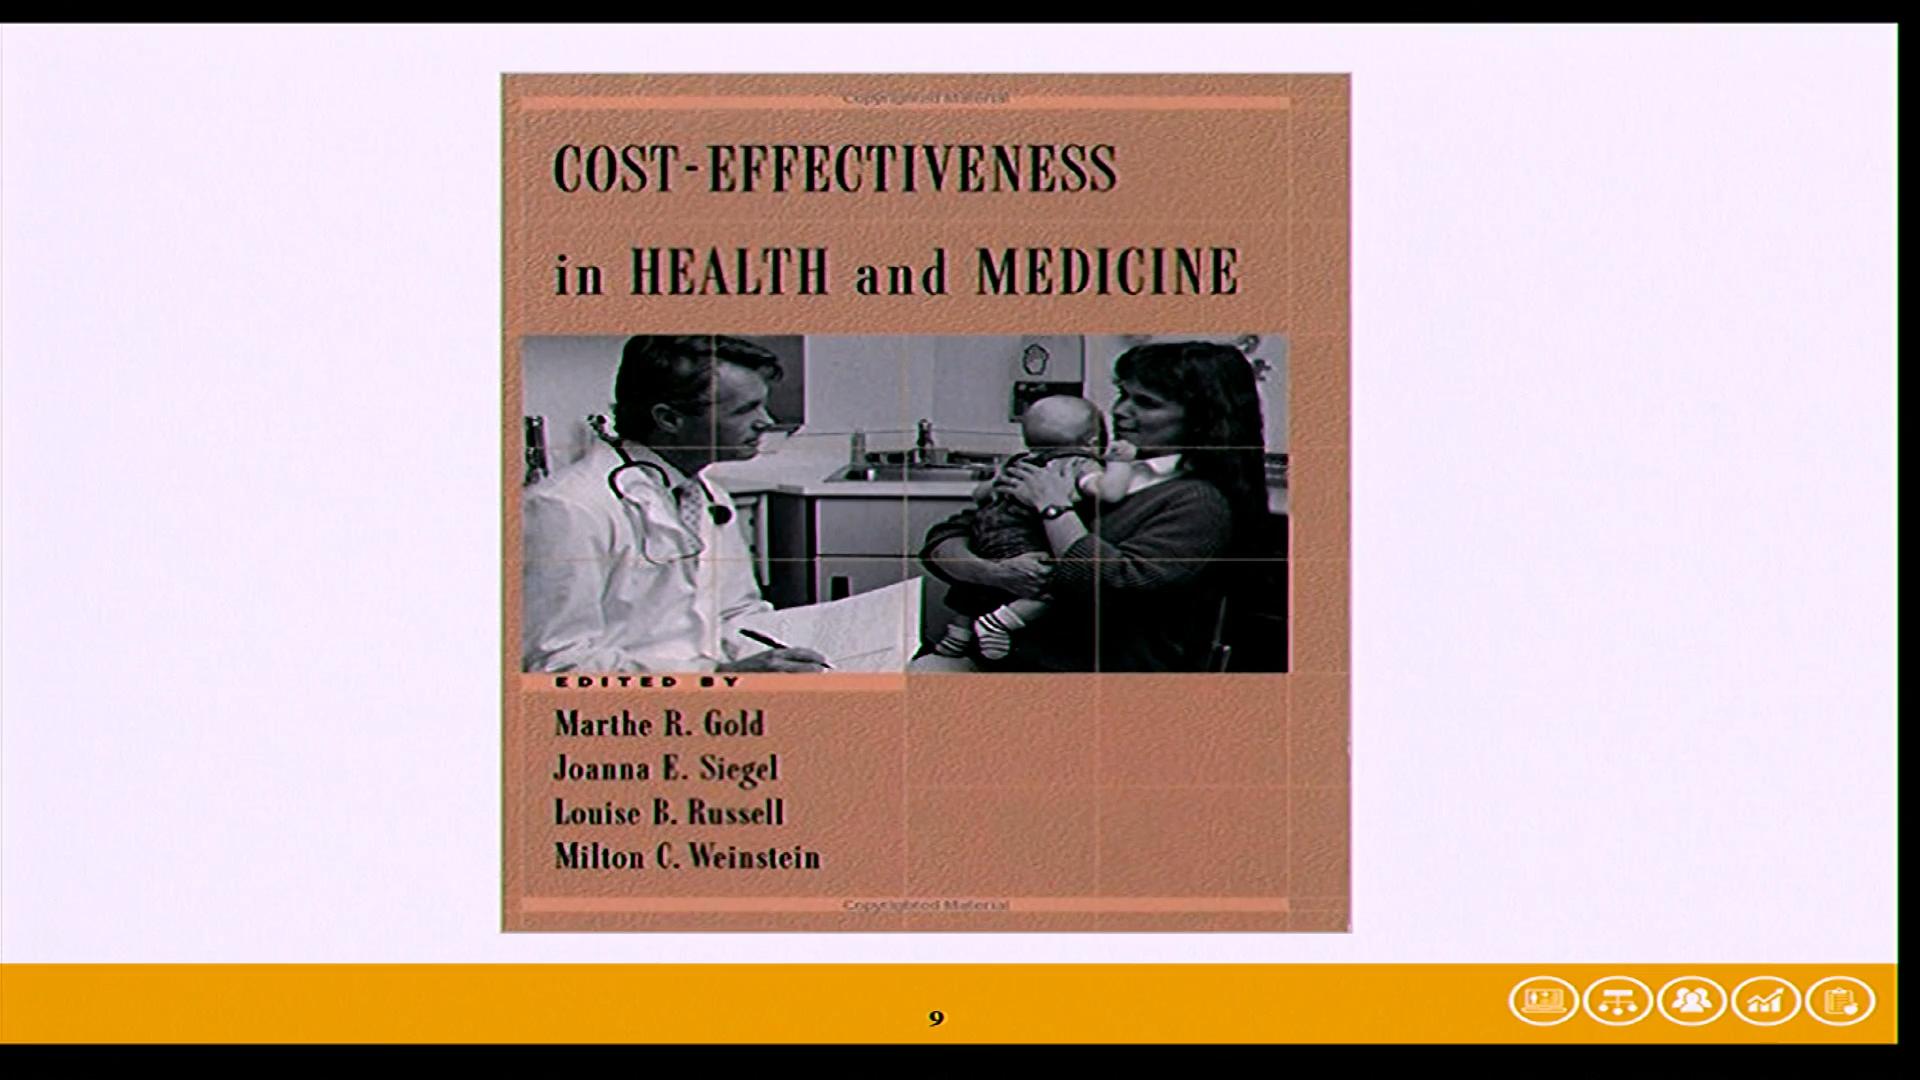 Copyrighted Material
COST-EFFECTIVENESS
in HEALTH and MEDICINE
EDITED BY
Marthe R. Gold
Joanna E. Siegel
Louise B. Russell
Milton C. Weinstein
Copyrighted Material
9